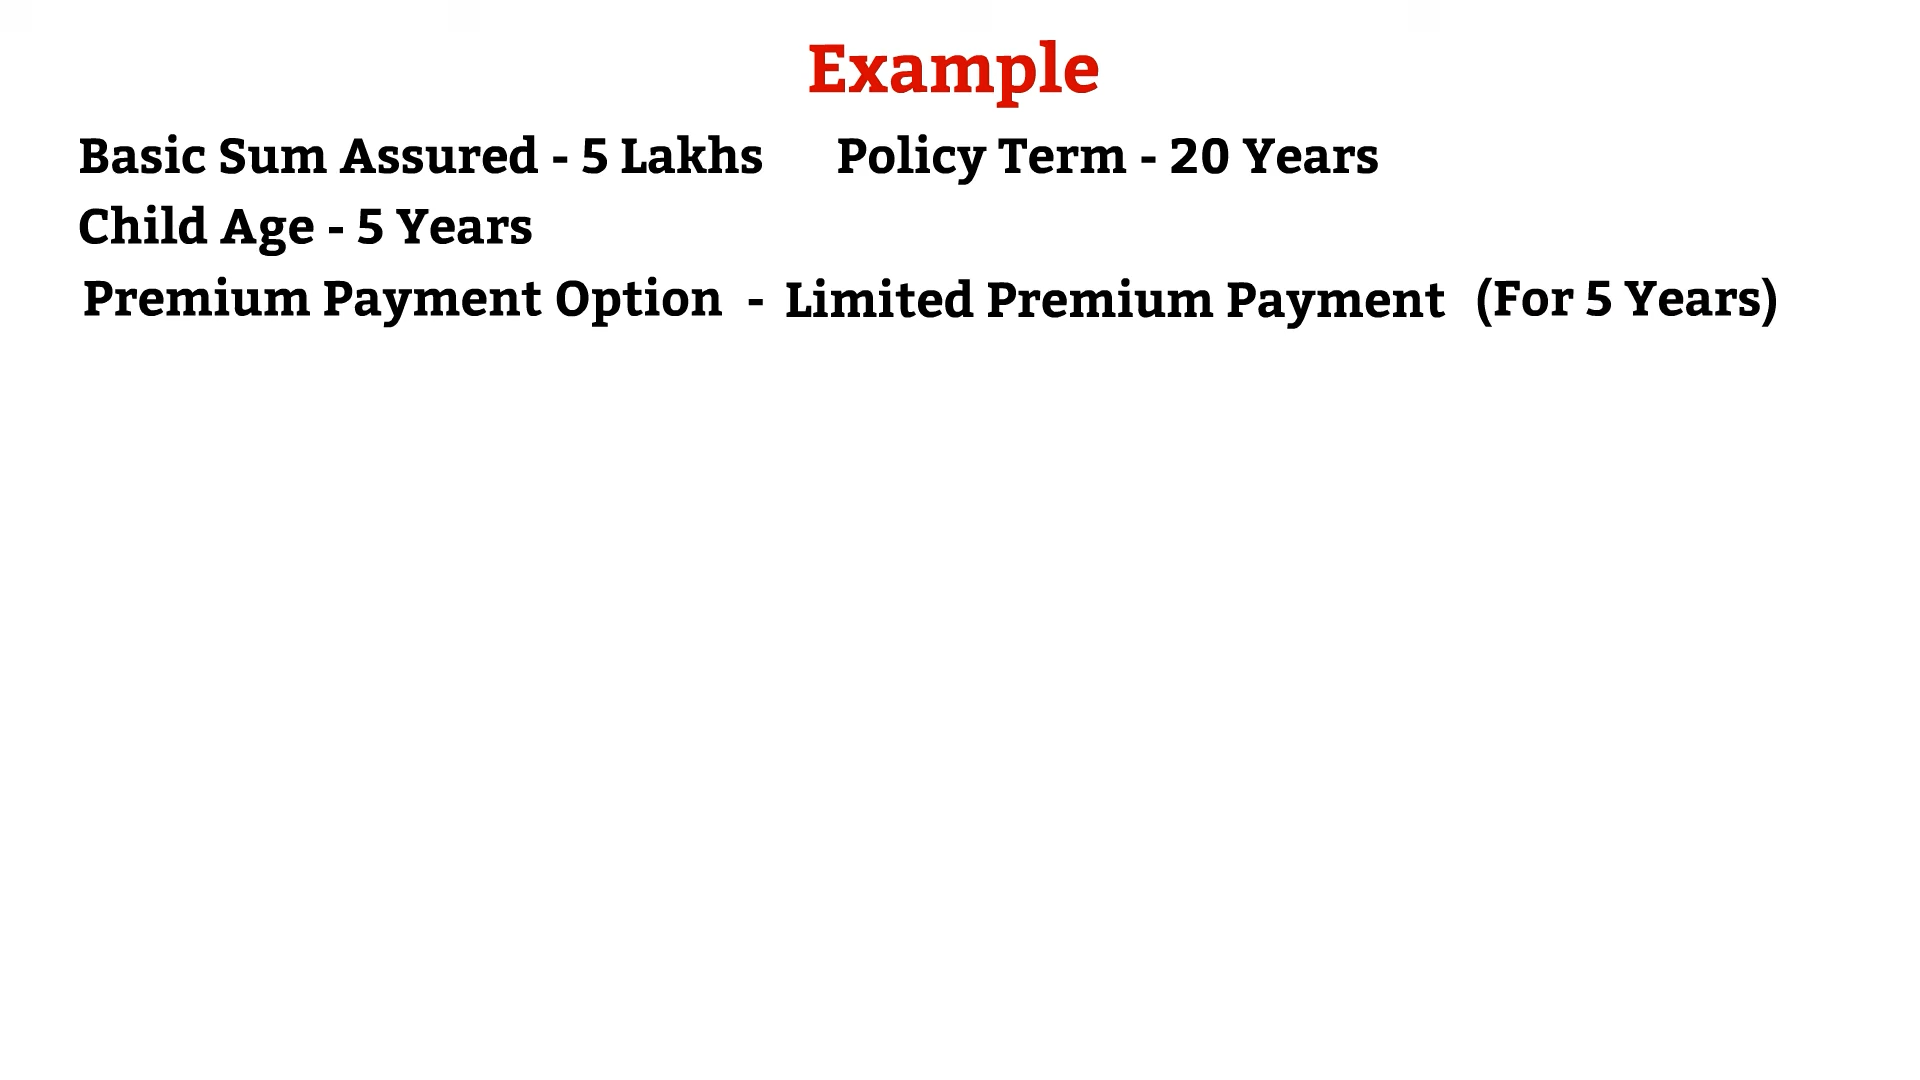 Example
Basic Sum Assured - 5 Lakhs Policy Term - 20 Years
Child Age - 5 Years
Premium Payment Option - Limited Premium Payment (For 5 Years)